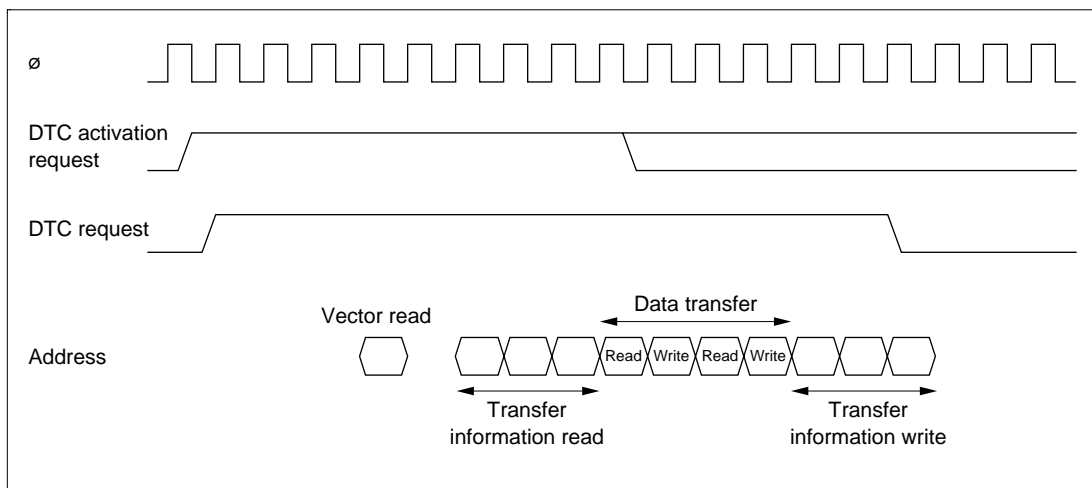 ø
DTC activation
request
DTC request
Data transfer
Vector read
Address
Read Write Read Write
Transfer
information read
Transfer
information write